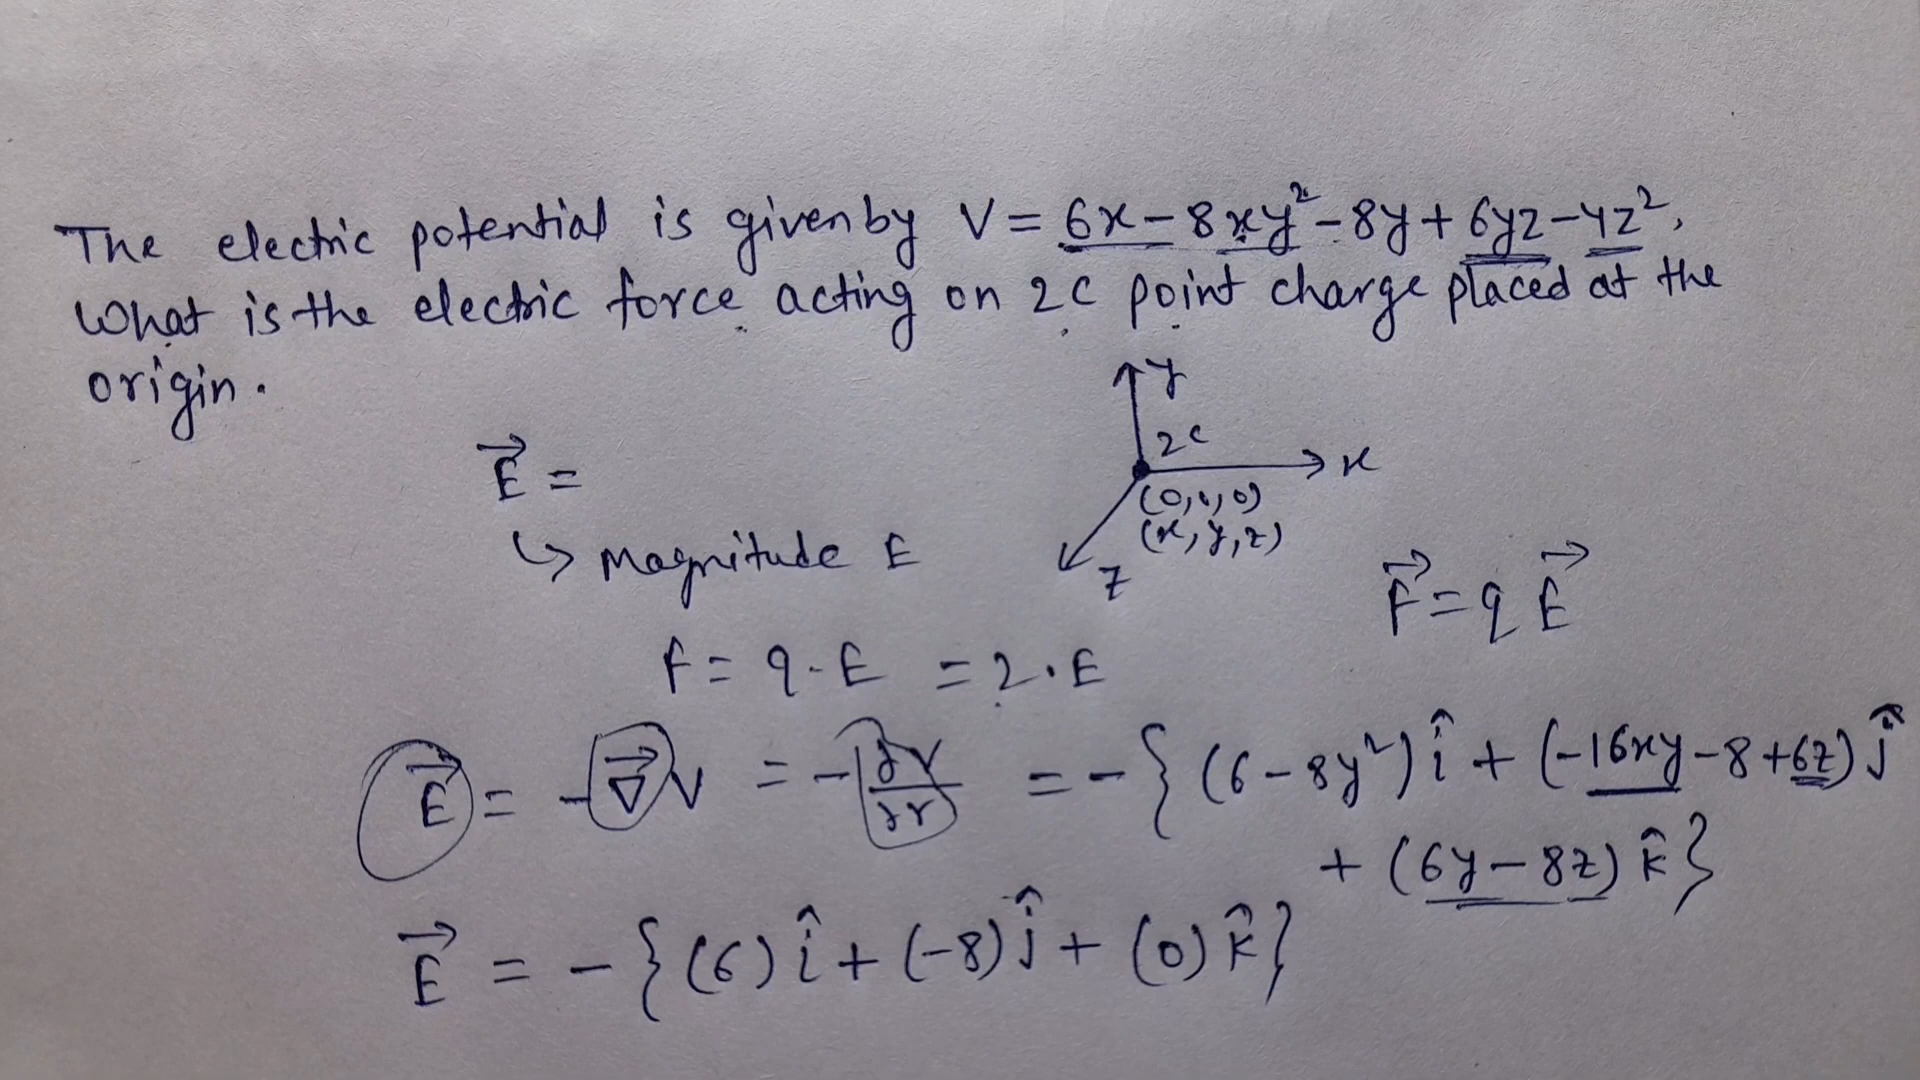 The electric potential is given by V = 6x - 8xy² - 8y + 6yz - 4z²,
What is the electric force acting on 2C point charge placed at the
origin.
y
2C
x
(0,0,0)
(x,y,z)
z
E⃗ =
↳ Magnitude E
F⃗ = q E⃗
F = q·E = 2·E
E⃗ = -∇⃗V = -∂V/∂r = -{(6-8y²)î + (-16xy-8+6z)ĵ
+ (6y-8z)k̂}
E⃗ = -{(6)î + (-8)ĵ + (0)k̂}